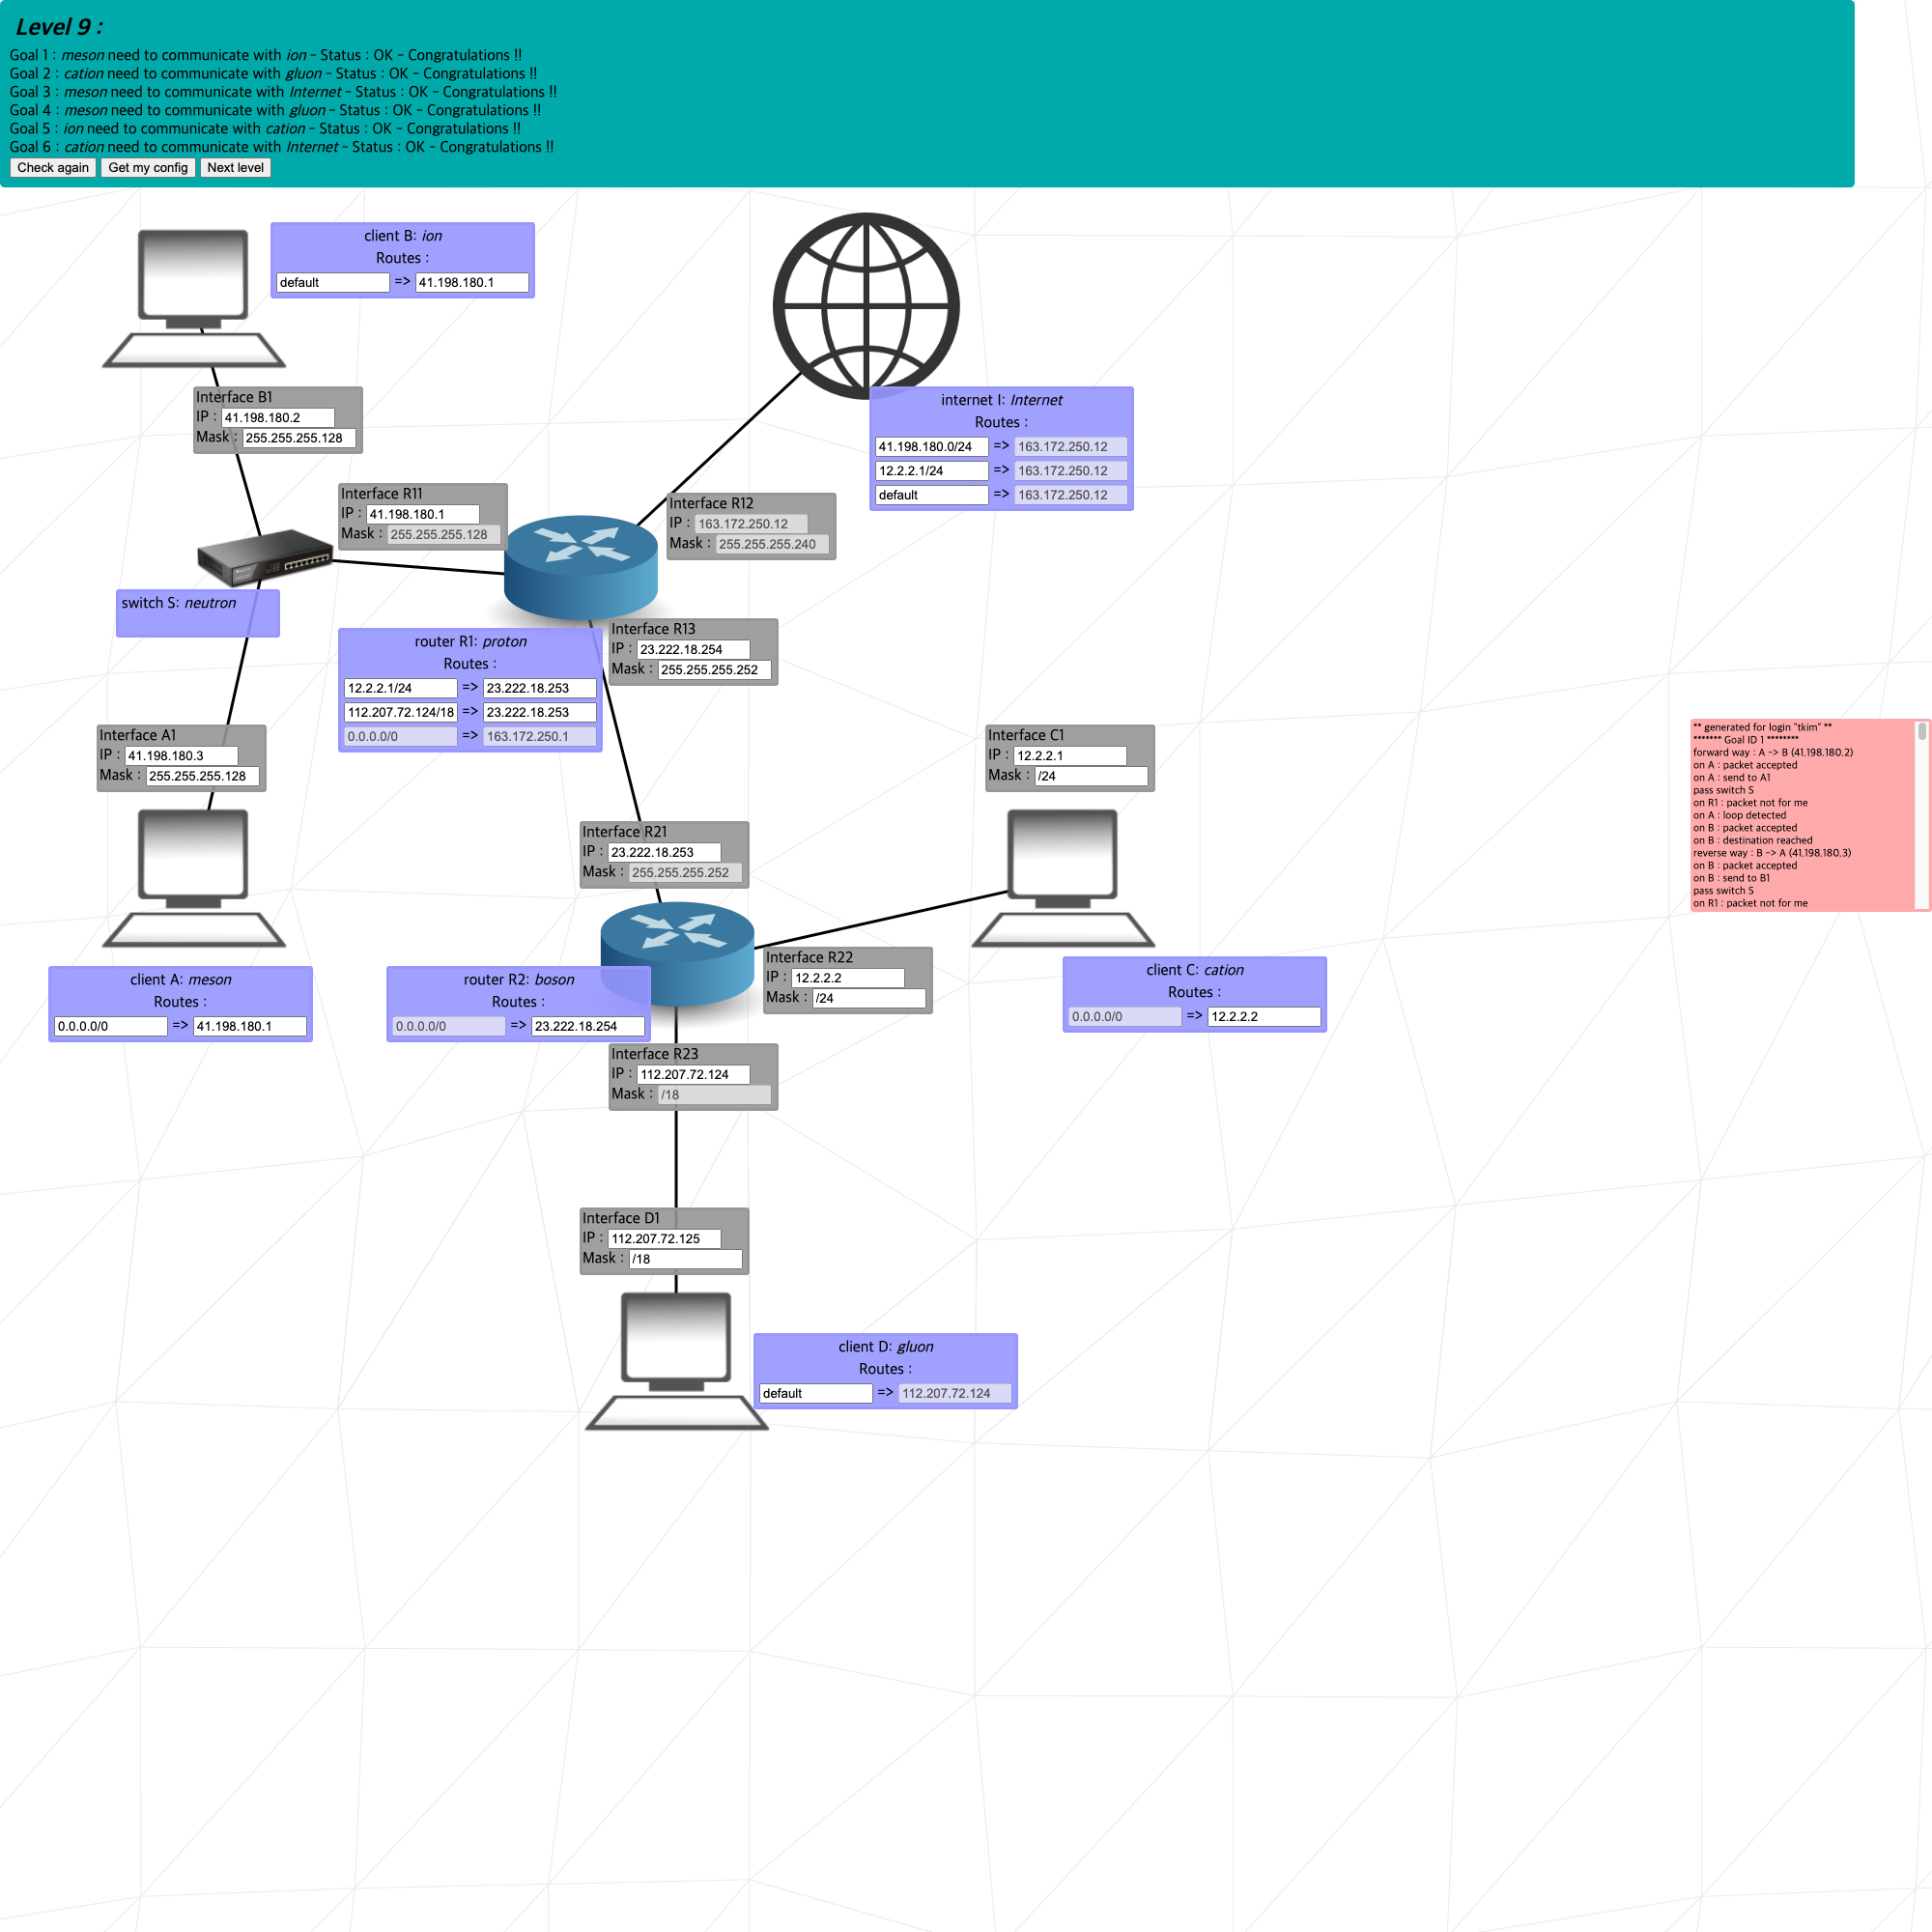 Level 9 :
Goal 1 : meson need to communicate with ion - Status : OK - Congratulations !!
Goal 2 : cation need to communicate with gluon - Status : OK - Congratulations !!
Goal 3 : meson need to communicate with Internet - Status : OK - Congratulations !!
Goal 4 : meson need to communicate with gluon - Status : OK - Congratulations !!
Goal 5 : ion need to communicate with cation - Status : OK - Congratulations !!
Goal 6 : cation need to communicate with Internet - Status : OK - Congratulations !!
Check again Get my config Next level
client B: ion
Routes :
default => 41.198.180.1
Interface B1
IP : 41.198.180.2
Mask : 255.255.255.128
internet I: Internet
Routes :
41.198.180.0/24 => 163.172.250.12
12.2.2.1/24 => 163.172.250.12
default => 163.172.250.12
Interface R11
IP : 41.198.180.1
Mask : 255.255.255.128
Interface R12
IP : 163.172.250.12
Mask : 255.255.255.240
switch S: neutron
Interface R13
IP : 23.222.18.254
Mask : 255.255.255.252
router R1: proton
Routes :
12.2.2.1/24 => 23.222.18.253
112.207.72.124/18 => 23.222.18.253
0.0.0.0/0 => 163.172.250.1
Interface A1
IP : 41.198.180.3
Mask : 255.255.255.128
Interface C1
IP : 12.2.2.1
Mask : /24
** generated for login "tkim" **
******* Goal ID 1 ********
forward way : A -> B (41.198.180.2)
on A : packet accepted
on A : send to A1
pass switch S
on R1 : packet not for me
on A : loop detected
on B : packet accepted
on B : destination reached
reverse way : B -> A (41.198.180.3)
on B : packet accepted
on B : send to B1
pass switch S
on R1 : packet not for me
Interface R21
IP : 23.222.18.253
Mask : 255.255.255.252
Interface R22
IP : 12.2.2.2
Mask : /24
client A: meson
Routes :
0.0.0.0/0 => 41.198.180.1
router R2: boson
Routes :
0.0.0.0/0 => 23.222.18.254
client C: cation
Routes :
0.0.0.0/0 => 12.2.2.2
Interface R23
IP : 112.207.72.124
Mask : /18
Interface D1
IP : 112.207.72.125
Mask : /18
client D: gluon
Routes :
default => 112.207.72.124